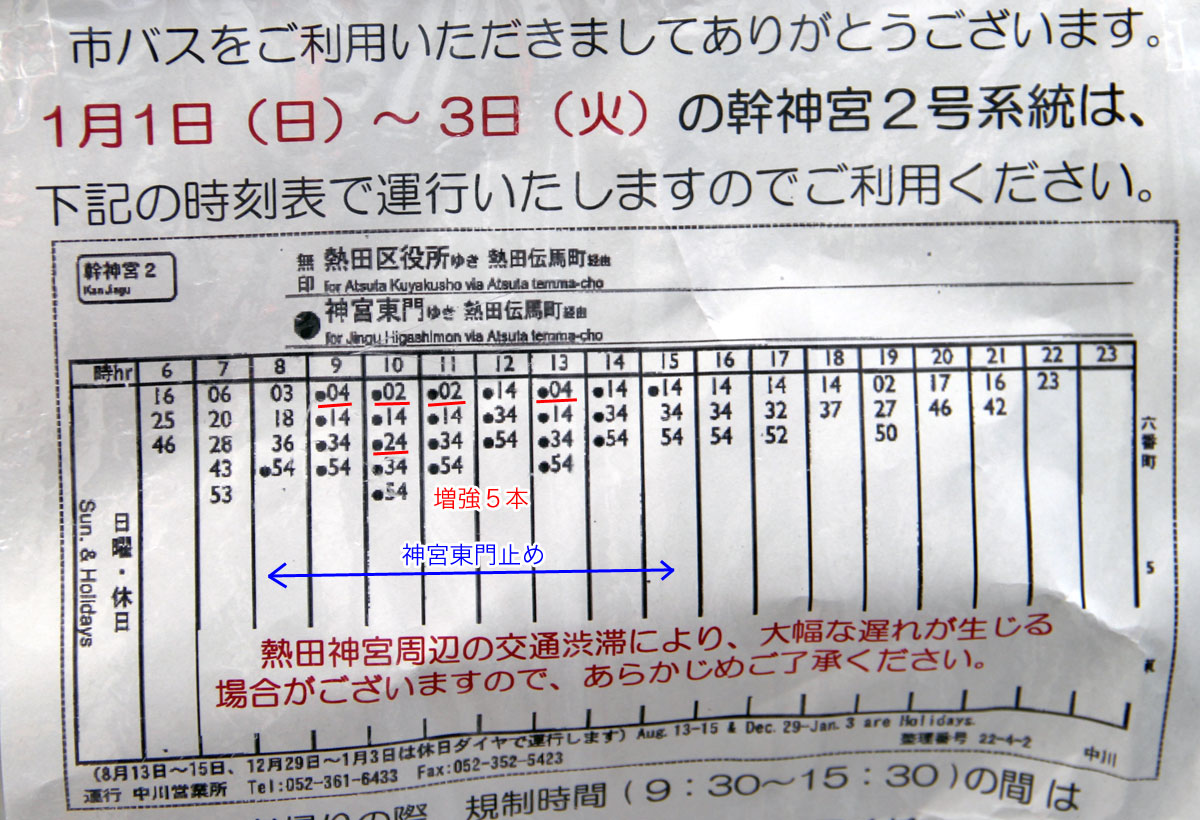 市バスをご利用いただきましてありがとうございます。
1月1日（日）～3日（火）の幹神宮２号系統は、
下記の時刻表で運行いたしますのでご利用ください。
幹神宮２
Kan Jingu
無印 熱田区役所ゆき 熱田伝馬町経由
for Atsuta Kuyakusho via Atsuta temma-cho
● 神宮東門ゆき 熱田伝馬町経由
for Jingu Higashimon via Atsuta temma-cho
時hr 6 7 8 9 10 11 12 13 14 15 16 17 18 19 20 21 22 23
16 06 03 ●04 ●02 ●02 ●14 ●04 ●14 ●14 14 14 14 02 17 16 23
25 20 18 ●14 ●14 ●14 ●34 ●14 ●34 34 34 32 37 27 46 42
46 28 36 ●34 ●24 ●34 ●54 ●34 ●54 54 54 52 50
43 ●54 ●54 ●34 ●54 ●54
53 ●54
増強５本
神宮東門止め
日曜・休日
Sun. & Holidays
六番町
5
熱田神宮周辺の交通渋滞により、大幅な遅れが生じる
場合がございますので、あらかじめご了承ください。
(8月13日～15日、12月29日～1月3日は休日ダイヤで運行します) Aug.13-15 & Dec.29-Jan.3 are Holidays.
整理番号 22-4-2
中川
運行 中川営業所 Tel:052-361-6433 Fax:052-352-5423
の際 規制時間(9：30～15：30)の間は